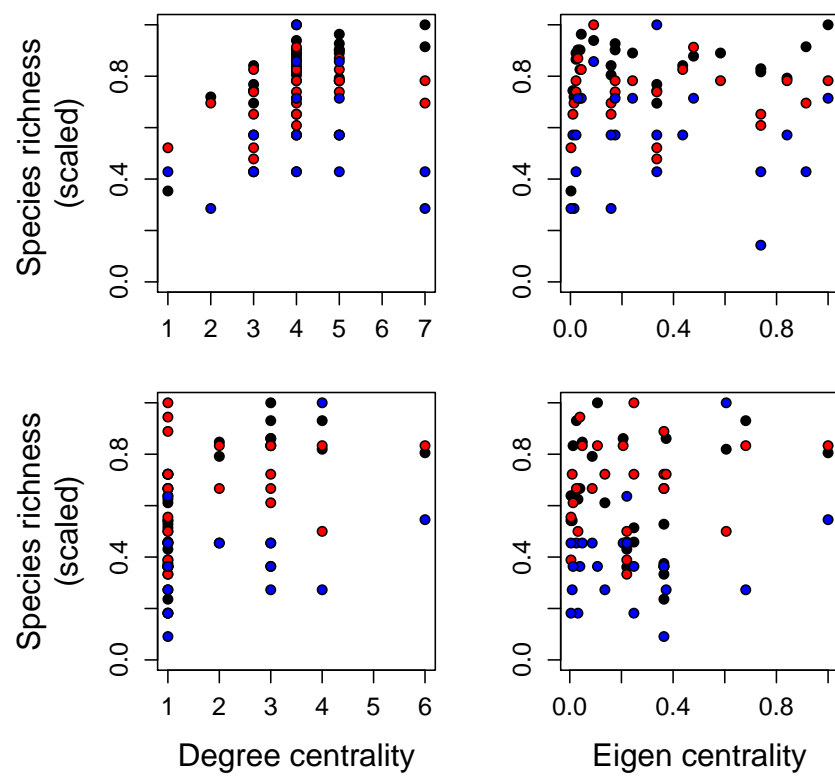 Species richness
(scaled)
0.0 0.4 0.8
1 2 3 4 5 6 7
0.0 0.4 0.8
0.0 0.4 0.8
Species richness
(scaled)
0.0 0.4 0.8
1 2 3 4 5 6
Degree centrality
0.0 0.4 0.8
0.0 0.4 0.8
Eigen centrality